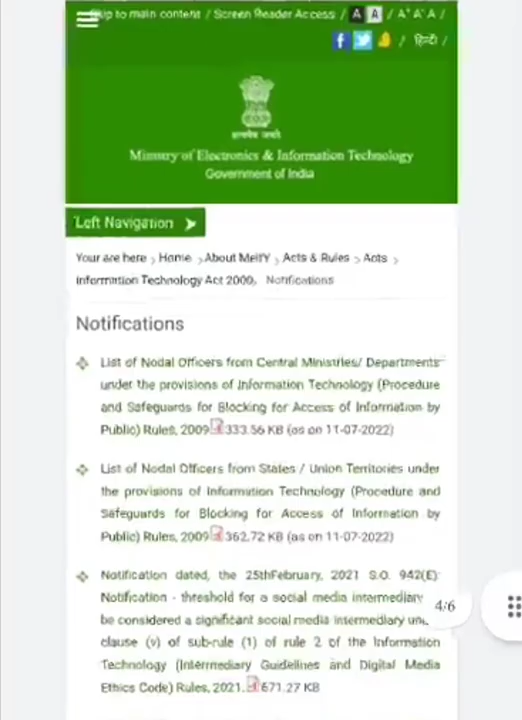 Skip to main content / Screen Reader Access / A A / A+ A A /
f / हिन्दी /
सत्यमेव जयते
Ministry of Electronics & Information Technology
Government of India
Left Navigation
Your are here > Home > About MeitY > Acts & Rules > Acts >
Information Technology Act 2000, Notifications
Notifications
List of Nodal Officers from Central Ministries/ Departments
under the provisions of Information Technology (Procedure
and Safeguards for Blocking for Access of Information by
Public) Rules, 2009 333.56 KB (as on 11-07-2022)
List of Nodal Officers from States / Union Territories under
the provisions of Information Technology (Procedure and
Safeguards for Blocking for Access of Information by
Public) Rules, 2009 362.72 KB (as on 11-07-2022)
Notification dated, the 25thFebruary, 2021 S.O. 942(E):
Notification - threshold for a social media intermediary
4/6
be considered a significant social media intermediary
clause (v) of sub-rule (1) of rule 2 of the Information
Technology (Intermediary Guidelines and Digital Media
Ethics Code) Rules, 2021. 671.27 KB